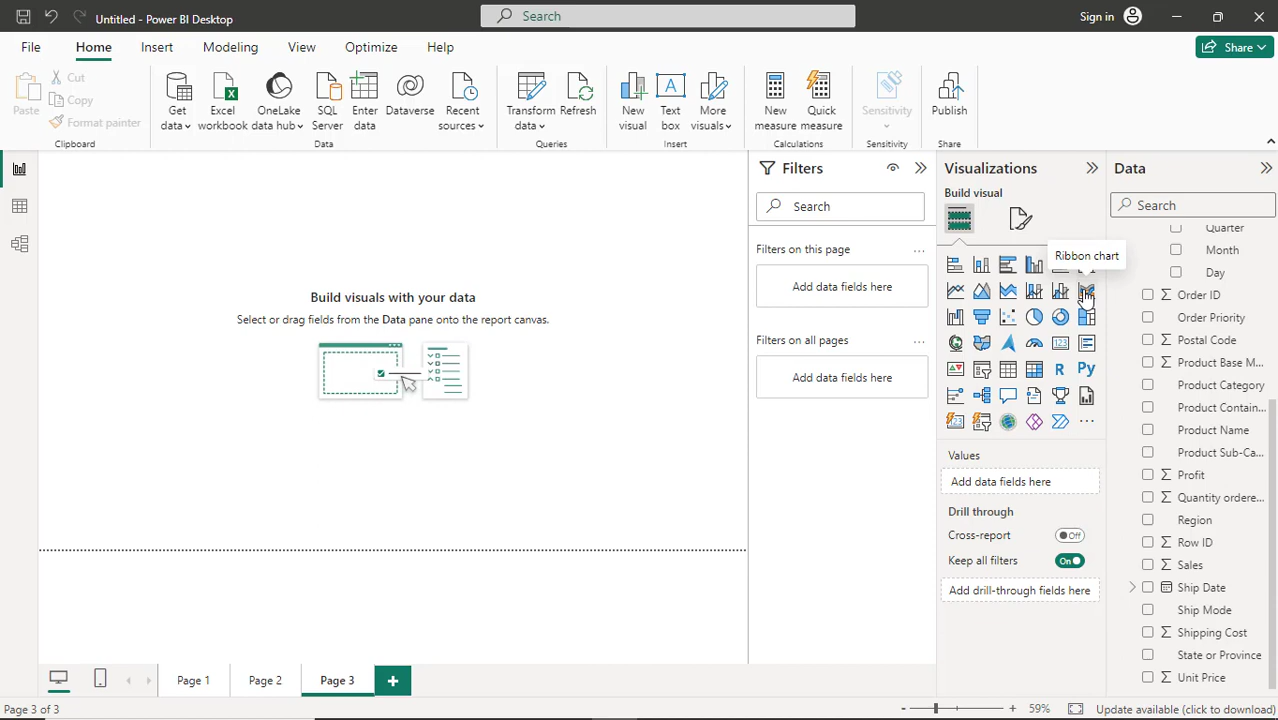 Untitled - Power BI Desktop
Search
Sign in
File Home Insert Modeling View Optimize Help
Share
Paste
Cut
Copy
Format painter
Clipboard
Get data
Excel workbook
OneLake data hub
SQL Server
Enter data
Dataverse
Recent sources
Data
Transform data
Refresh
Queries
New visual
A
Text box
More visuals
Insert
New measure
Quick measure
Calculations
Sensitivity
Sensitivity
Publish
Share
Build visuals with your data
Select or drag fields from the Data pane onto the report canvas.
Filters
Search
Filters on this page ...
Add data fields here
Filters on all pages ...
Add data fields here
Visualizations
Build visual
Ribbon chart
123
R
Py
123
...
Values
Add data fields here
Drill through
Cross-report Off
Keep all filters On
Add drill-through fields here
Data
Search
Quarter
Month
Day
Order ID
Order Priority
Postal Code
Product Base M...
Product Category
Product Contain...
Product Name
Product Sub-Ca...
Profit
Quantity ordere...
Region
Row ID
Sales
Ship Date
Ship Mode
Shipping Cost
State or Province
Unit Price
Page 1 Page 2 Page 3 +
Page 3 of 3
- + 59%
Update available (click to download)